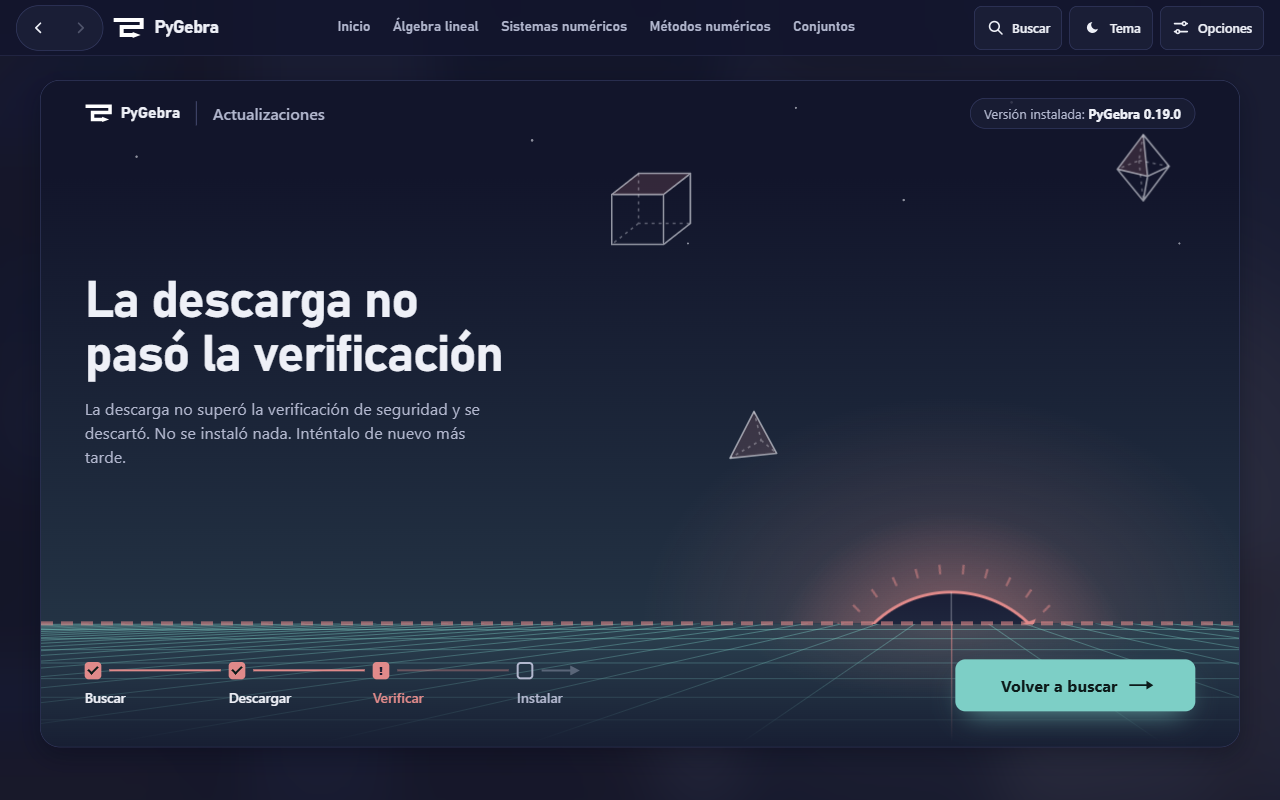 PyGebra
Inicio
Álgebra lineal
Sistemas numéricos
Métodos numéricos
Conjuntos
Buscar
Tema
Opciones
PyGebra
Actualizaciones
Versión instalada: PyGebra 0.19.0
La descarga no
pasó la verificación
La descarga no superó la verificación de seguridad y se
descartó. No se instaló nada. Inténtalo de nuevo más
tarde.
Buscar
Descargar
Verificar
Instalar
Volver a buscar